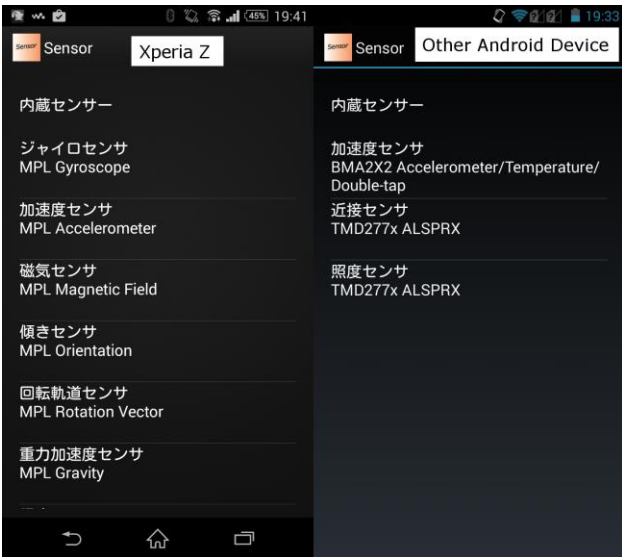 45% 19:41
Sensor Sensor
Xperia Z
内蔵センサー
ジャイロセンサ
MPL Gyroscope
加速度センサ
MPL Accelerometer
磁気センサ
MPL Magnetic Field
傾きセンサ
MPL Orientation
回転軌道センサ
MPL Rotation Vector
重力加速度センサ
MPL Gravity
19:33
Sensor Sensor
Other Android Device
内蔵センサー
加速度センサ
BMA2X2 Accelerometer/Temperature/
Double-tap
近接センサ
TMD277x ALSPRX
照度センサ
TMD277x ALSPRX